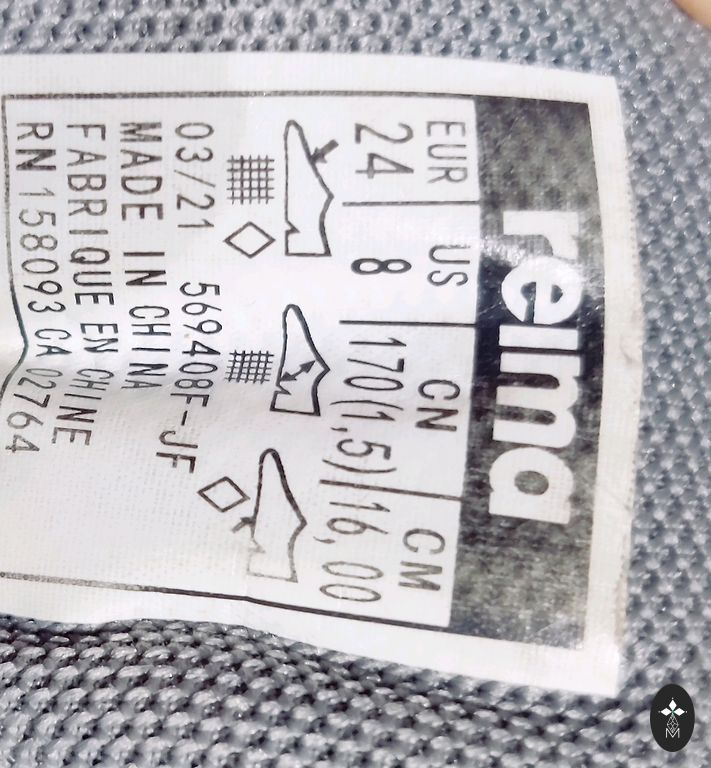 reima
EUR US CN CM
24 8 170(1,5) 16,00
03/21 569408F-JF
MADE IN CHINA
FABRIQUE EN CHINE
RN 158093 CA 02764
M